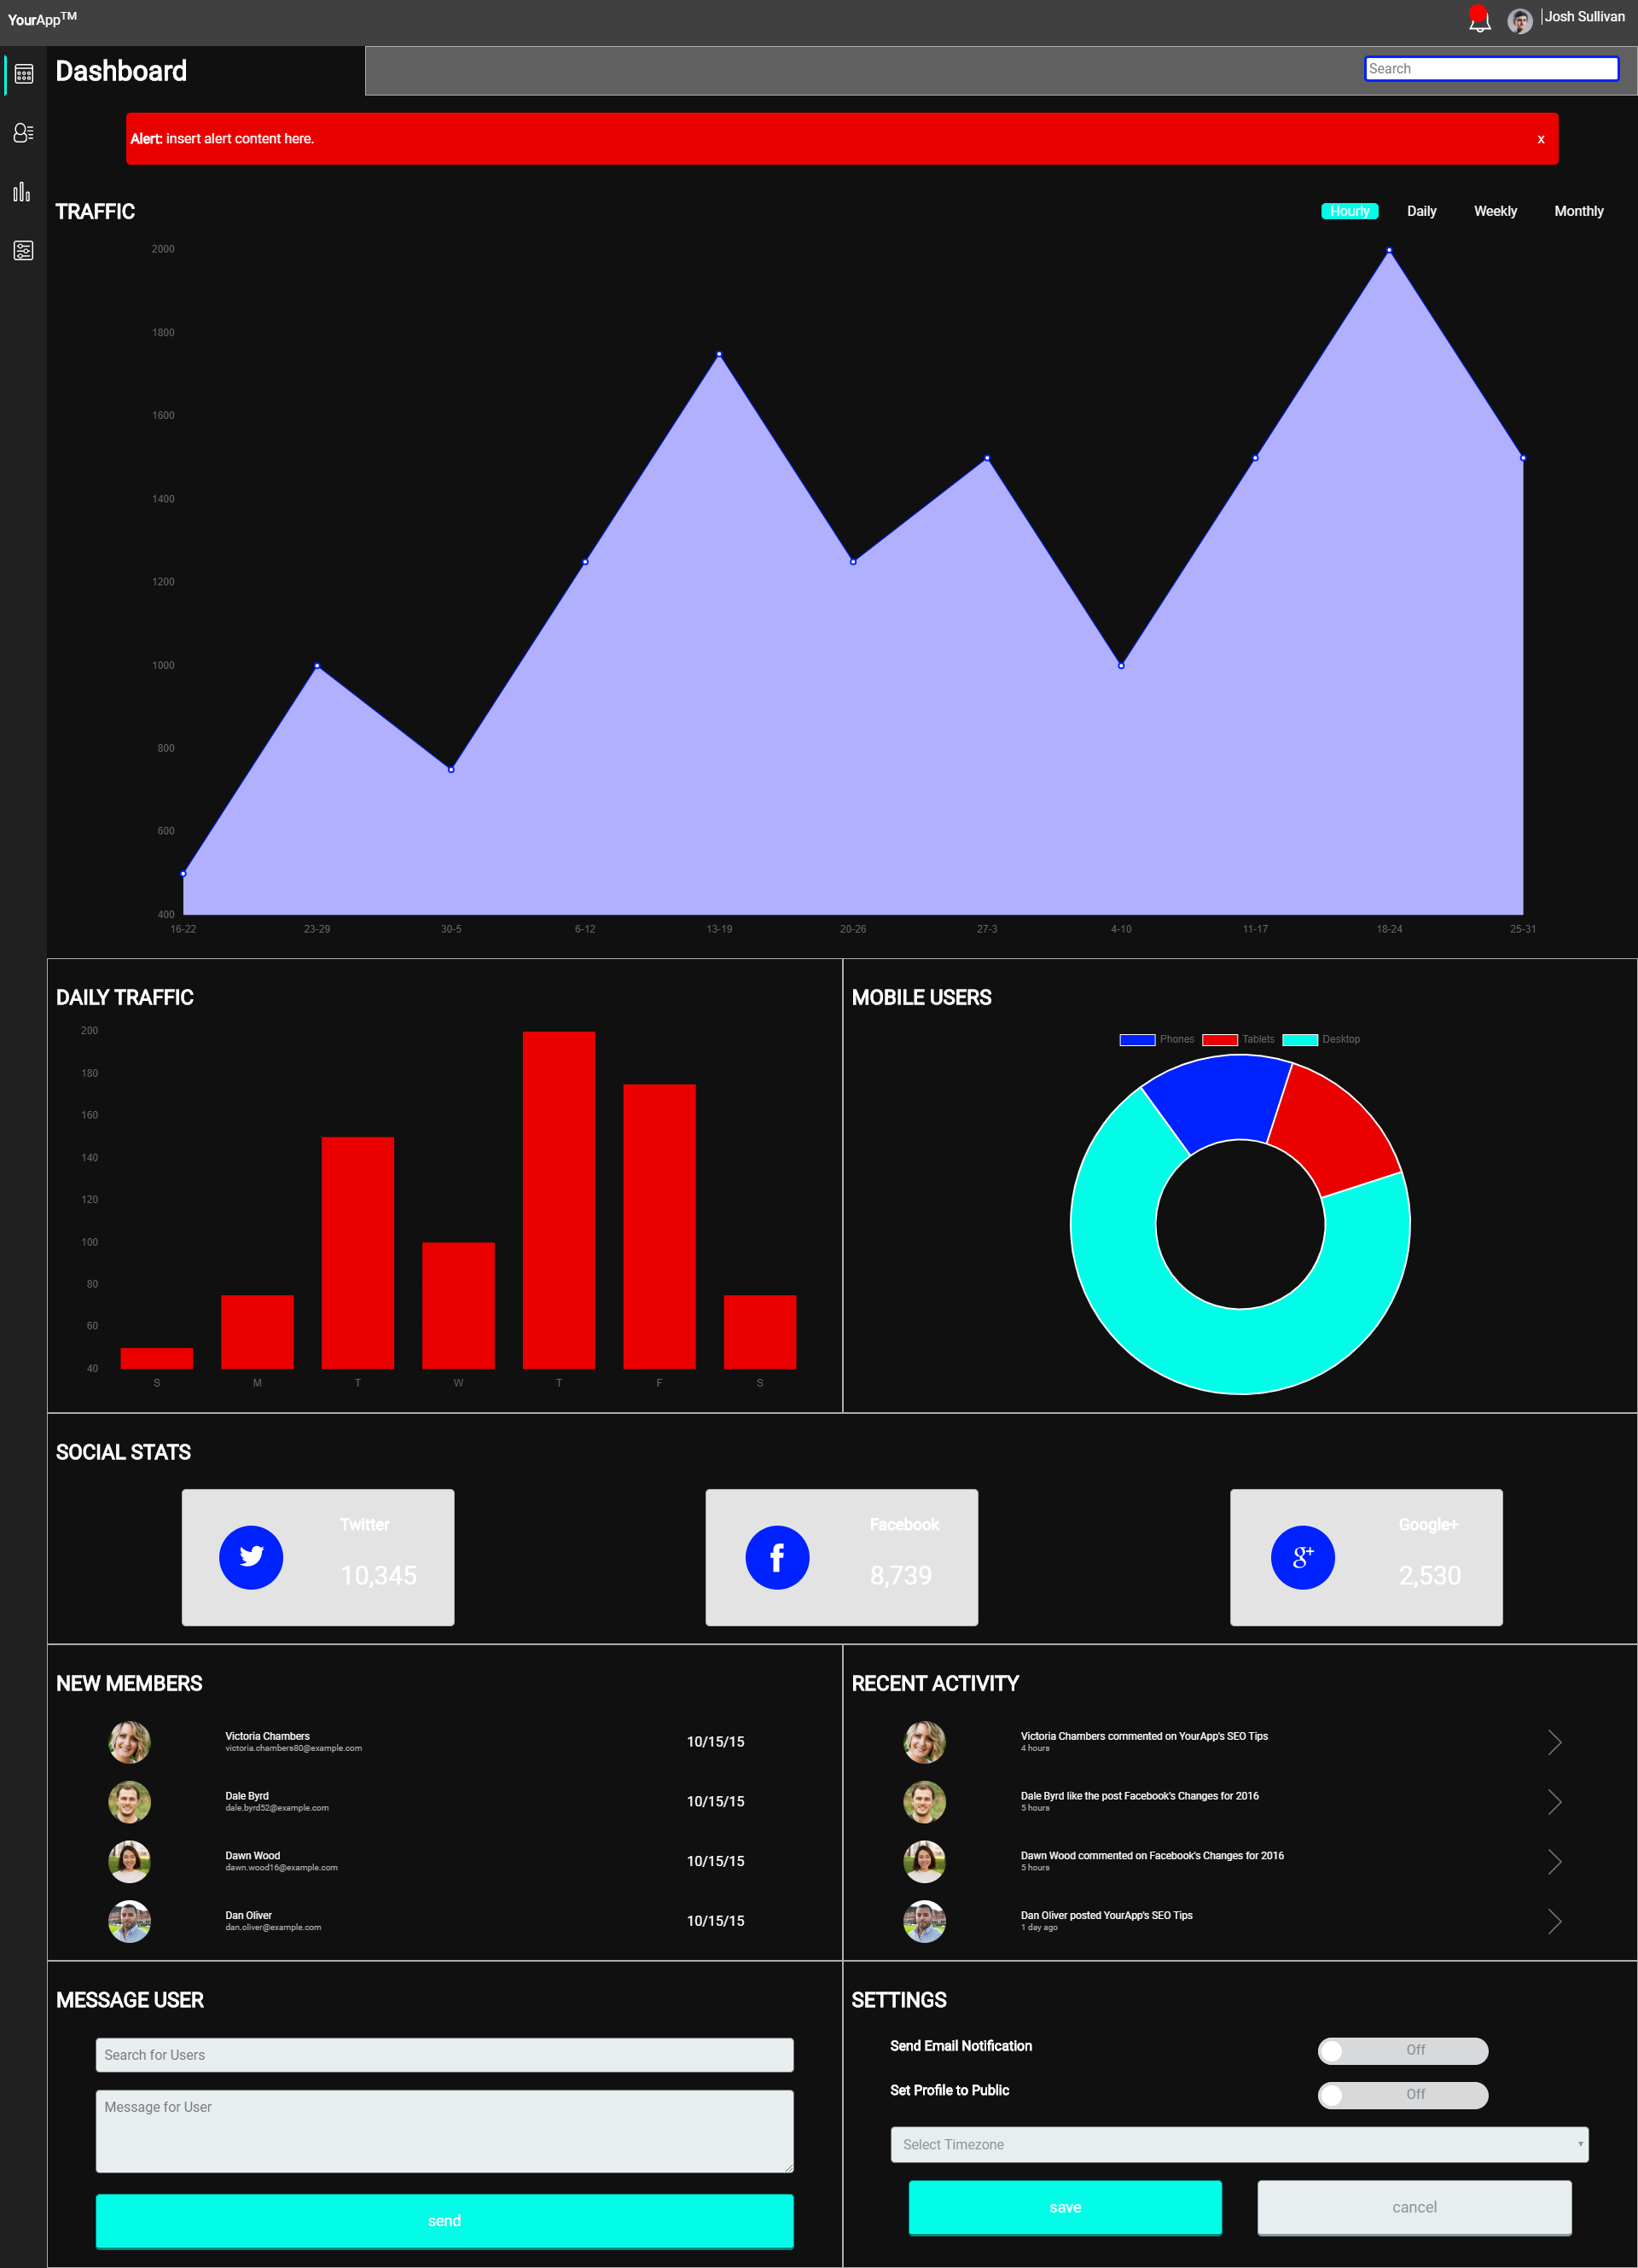 YourApp™ Josh Sullivan
Dashboard
Search
Alert: insert alert content here. x
TRAFFIC Hourly Daily Weekly Monthly
2000
1800
1600
1400
1200
1000
800
600
400
16-22 23-29 30-5 6-12 13-19 20-26 27-3 4-10 11-17 18-24 25-31
DAILY TRAFFIC
200
180
160
140
120
100
80
60
40
S M T W T F S
MOBILE USERS
Phones Tablets Desktop
SOCIAL STATS
Twitter
10,345
Facebook
8,739
Google+
2,530
NEW MEMBERS
Victoria Chambers
victoria.chambers80@example.com
10/15/15
Dale Byrd
dale.byrd52@example.com
10/15/15
Dawn Wood
dawn.wood16@example.com
10/15/15
Dan Oliver
dan.oliver@example.com
10/15/15
RECENT ACTIVITY
Victoria Chambers commented on YourApp's SEO Tips
4 hours
Dale Byrd like the post Facebook's Changes for 2016
5 hours
Dawn Wood commented on Facebook's Changes for 2016
5 hours
Dan Oliver posted YourApp's SEO Tips
1 day ago
MESSAGE USER
Search for Users
Message for User
send
SETTINGS
Send Email Notification Off
Set Profile to Public Off
Select Timezone
save cancel